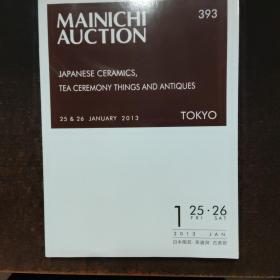 MAINICHI AUCTION
393
JAPANESE CERAMICS,
TEA CEREMONY THINGS AND ANTIQUES
25 & 26 JANUARY 2013
TOKYO
1 25・26
FRI SAT
2013 JAN
日本陶芸・茶道具・古美術